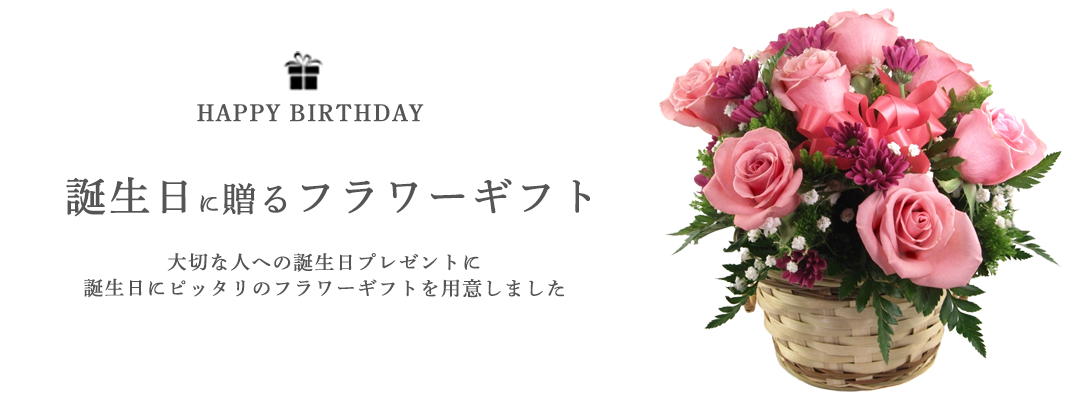 HAPPY BIRTHDAY
誕生日に贈るフラワーギフト
大切な人への誕生日プレゼントに
誕生日にピッタリのフラワーギフトを用意しました